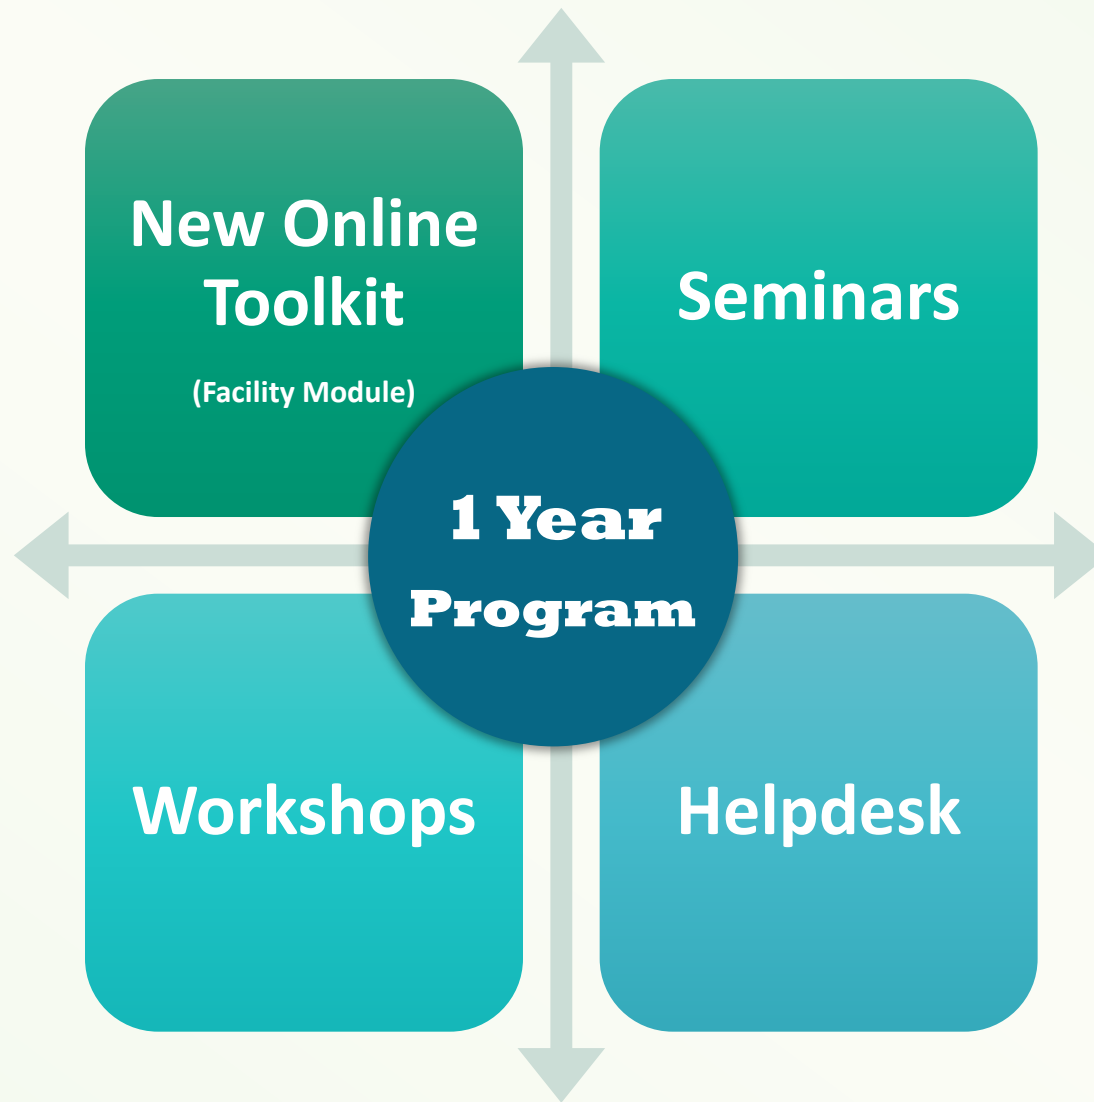 New Online
Toolkit
(Facility Module)
Seminars
1 Year
Program
Workshops
Helpdesk